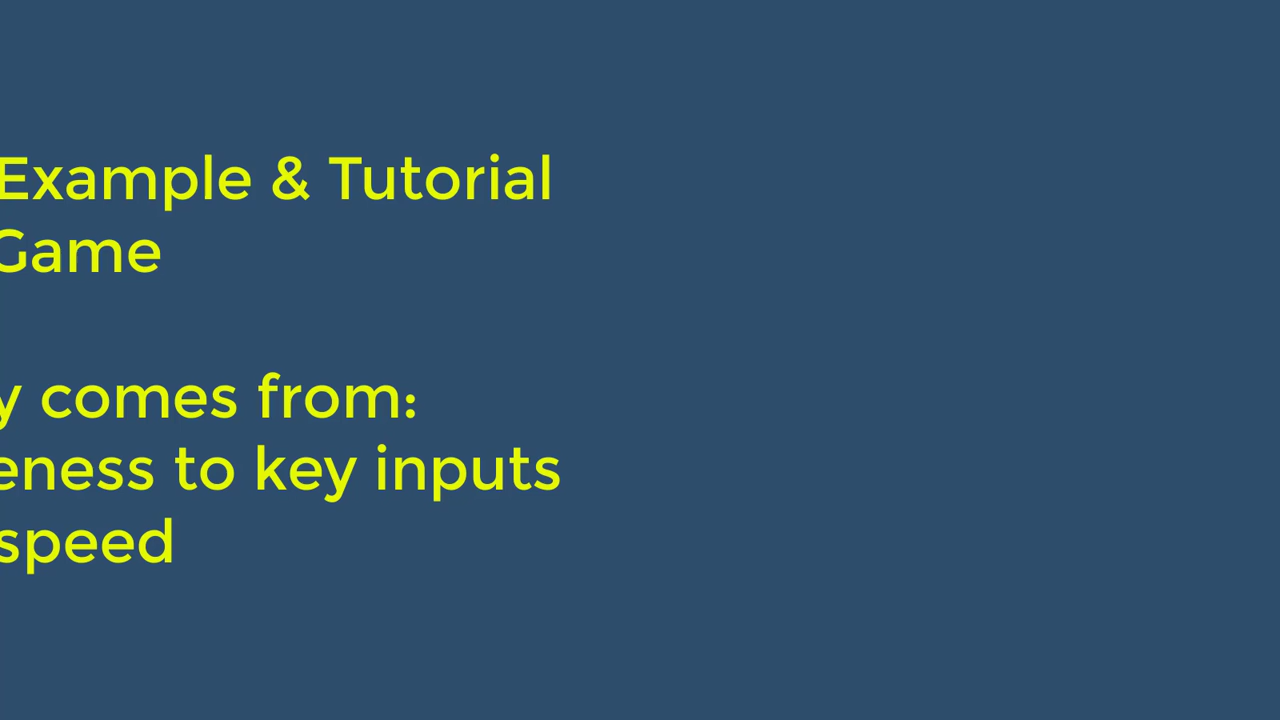 Example & Tutorial
Game
y comes from:
eness to key inputs
speed